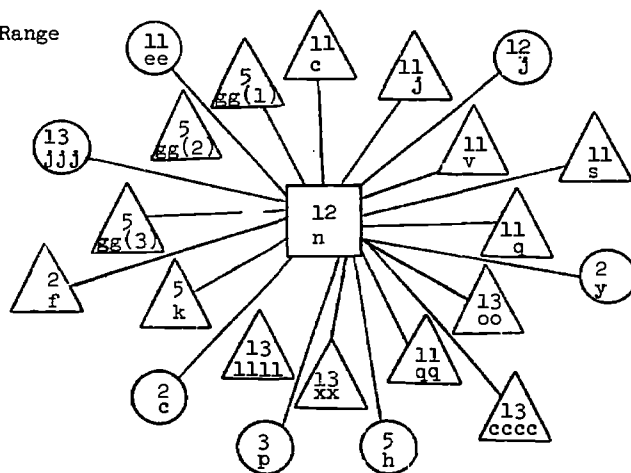 Range
11
ee
5
gg(1)
11
c
11
j
12
j
5
gg(2)
11
v
11
s
13
jjj
12
n
5
gg(3)
11
q
2
f
5
k
13
oo
2
y
13
llll
13
xx
11
qq
13
cccc
2
c
3
p
5
h